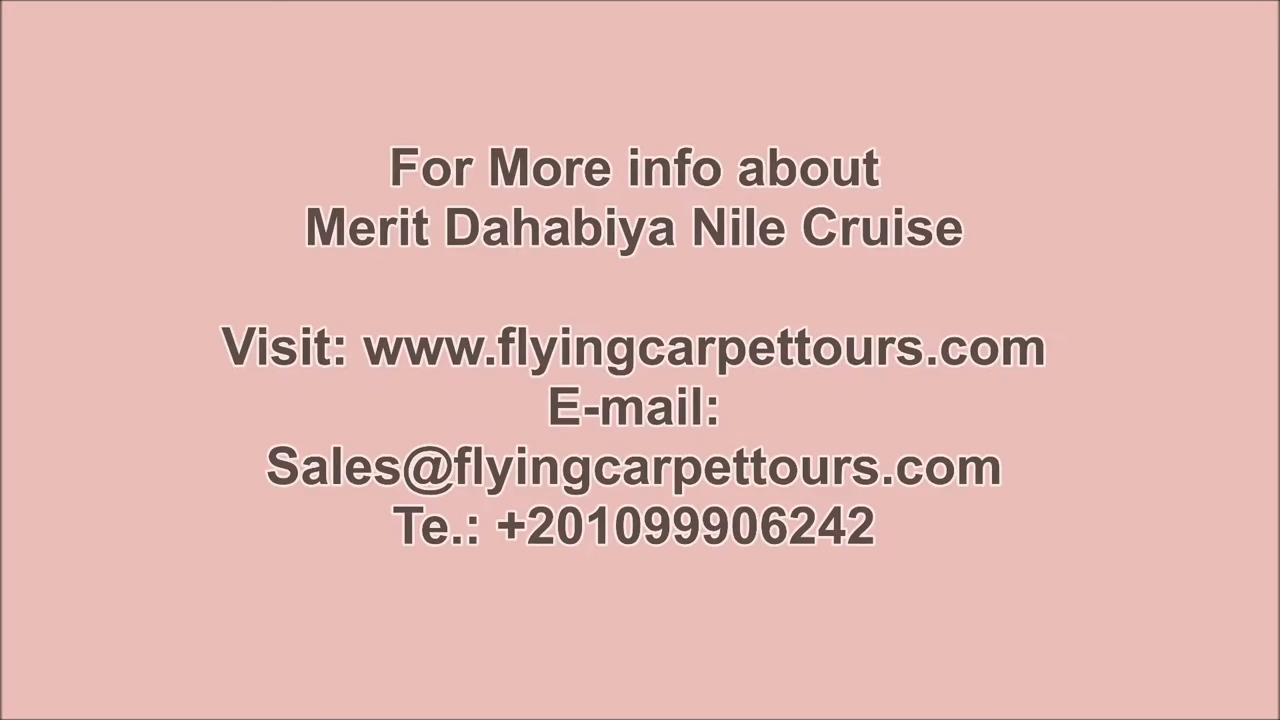 For More info about
Merit Dahabiya Nile Cruise
Visit: www.flyingcarpettours.com
E-mail:
Sales@flyingcarpettours.com
Te.: +201099906242